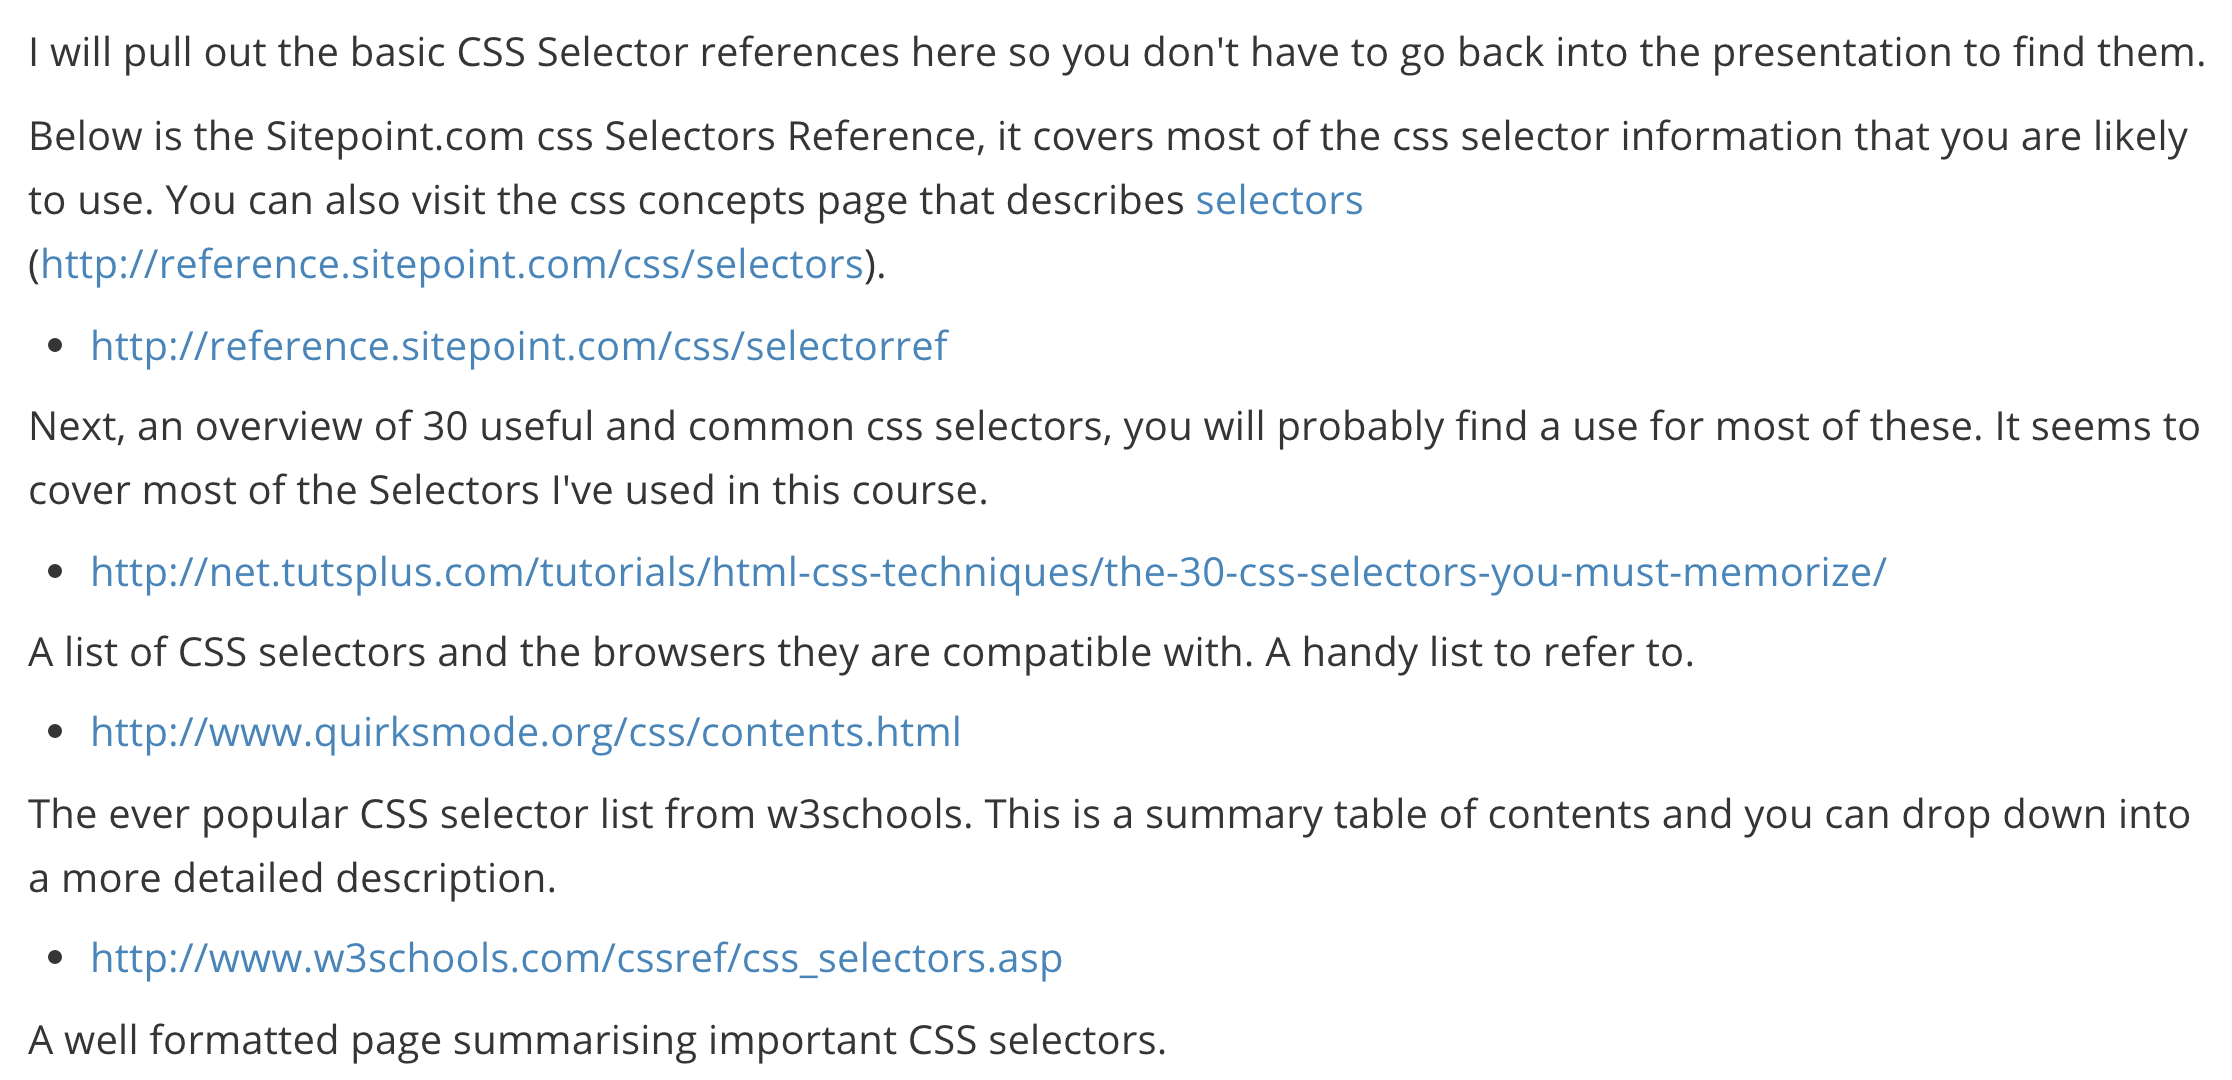 I will pull out the basic CSS Selector references here so you don't have to go back into the presentation to find them.
Below is the Sitepoint.com css Selectors Reference, it covers most of the css selector information that you are likely
to use. You can also visit the css concepts page that describes selectors
(http://reference.sitepoint.com/css/selectors).
• http://reference.sitepoint.com/css/selectorref
Next, an overview of 30 useful and common css selectors, you will probably find a use for most of these. It seems to
cover most of the Selectors I've used in this course.
• http://net.tutsplus.com/tutorials/html-css-techniques/the-30-css-selectors-you-must-memorize/
A list of CSS selectors and the browsers they are compatible with. A handy list to refer to.
• http://www.quirksmode.org/css/contents.html
The ever popular CSS selector list from w3schools. This is a summary table of contents and you can drop down into
a more detailed description.
• http://www.w3schools.com/cssref/css_selectors.asp
A well formatted page summarising important CSS selectors.